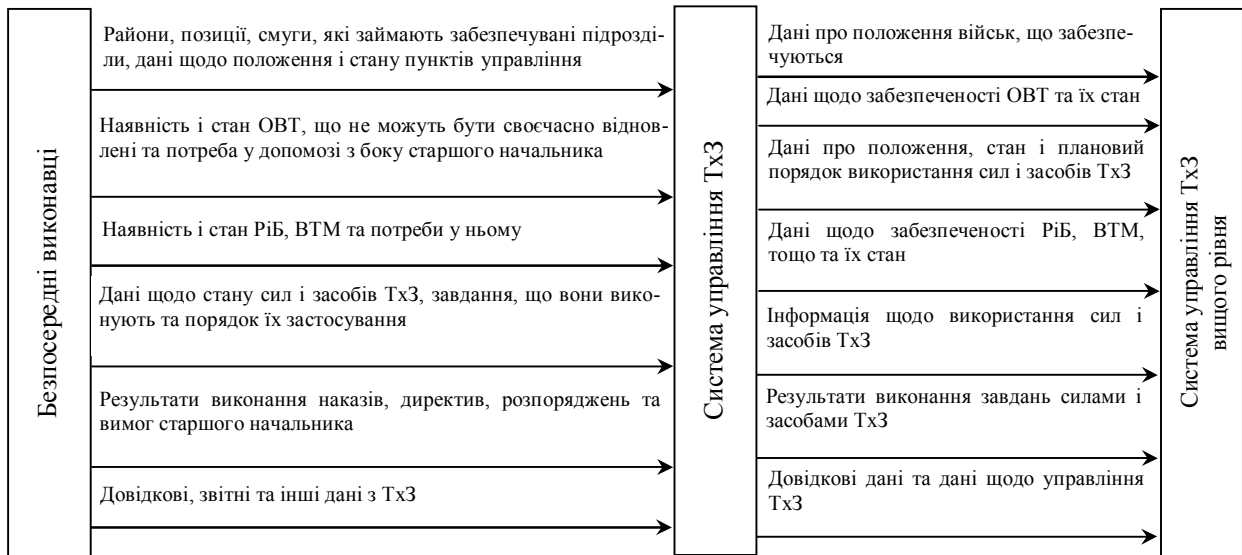 Безпосередні виконавці
Райони, позиції, смуги, які займають забезпечувані підрозді-
ли, дані щодо положення і стану пунктів управління
Наявність і стан ОВТ, що не можуть бути своєчасно віднов-
лені та потреба у допомозі з боку старшого начальника
Наявність і стан РіБ, ВТМ та потреби у ньому
Дані щодо стану сил і засобів ТхЗ, завдання, що вони вико-
нують та порядок їх застосування
Результати виконання наказів, директив, розпоряджень та
вимог старшого начальника
Довідкові, звітні та інші дані з ТхЗ
Система управління ТхЗ
Дані про положення військ, що забезпе-
чуються
Дані щодо забезпеченості ОВТ та їх стан
Дані про положення, стан і плановий
порядок використання сил і засобів ТхЗ
Дані щодо забезпеченості РіБ, ВТМ,
тощо та їх стан
Інформація щодо використання сил і
засобів ТхЗ
Результати виконання завдань силами і
засобами ТхЗ
Довідкові дані та дані щодо управління
ТхЗ
Система управління ТхЗ
вищого рівня